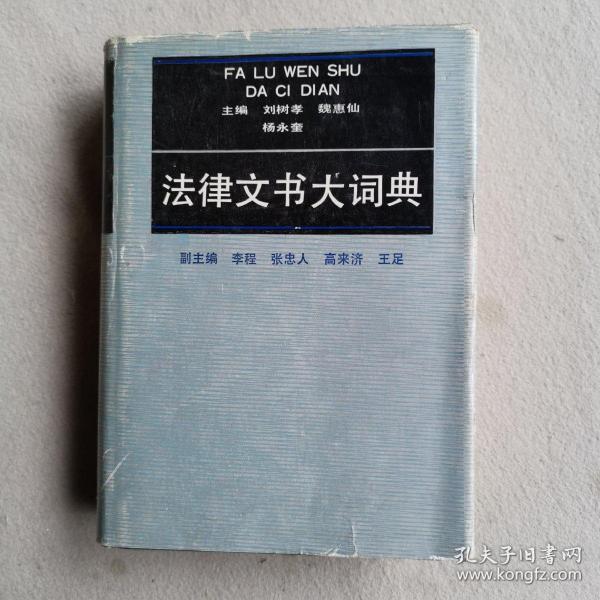 FA LU WEN SHU
DA CI DIAN
主编 刘树孝 魏惠仙
杨永奎
法律文书大词典
副主编 李程 张忠人 高来济 王足
孔夫子旧书网
www.kongfz.com